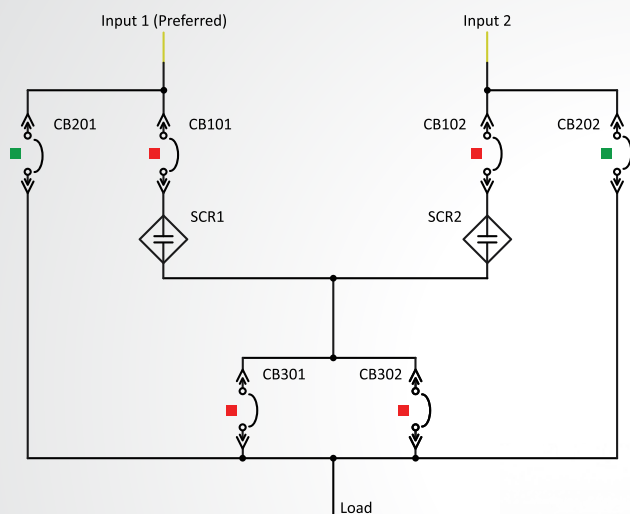 Input 1 (Preferred)
Input 2
CB201
CB101
CB102
CB202
SCR1
SCR2
CB301
CB302
Load